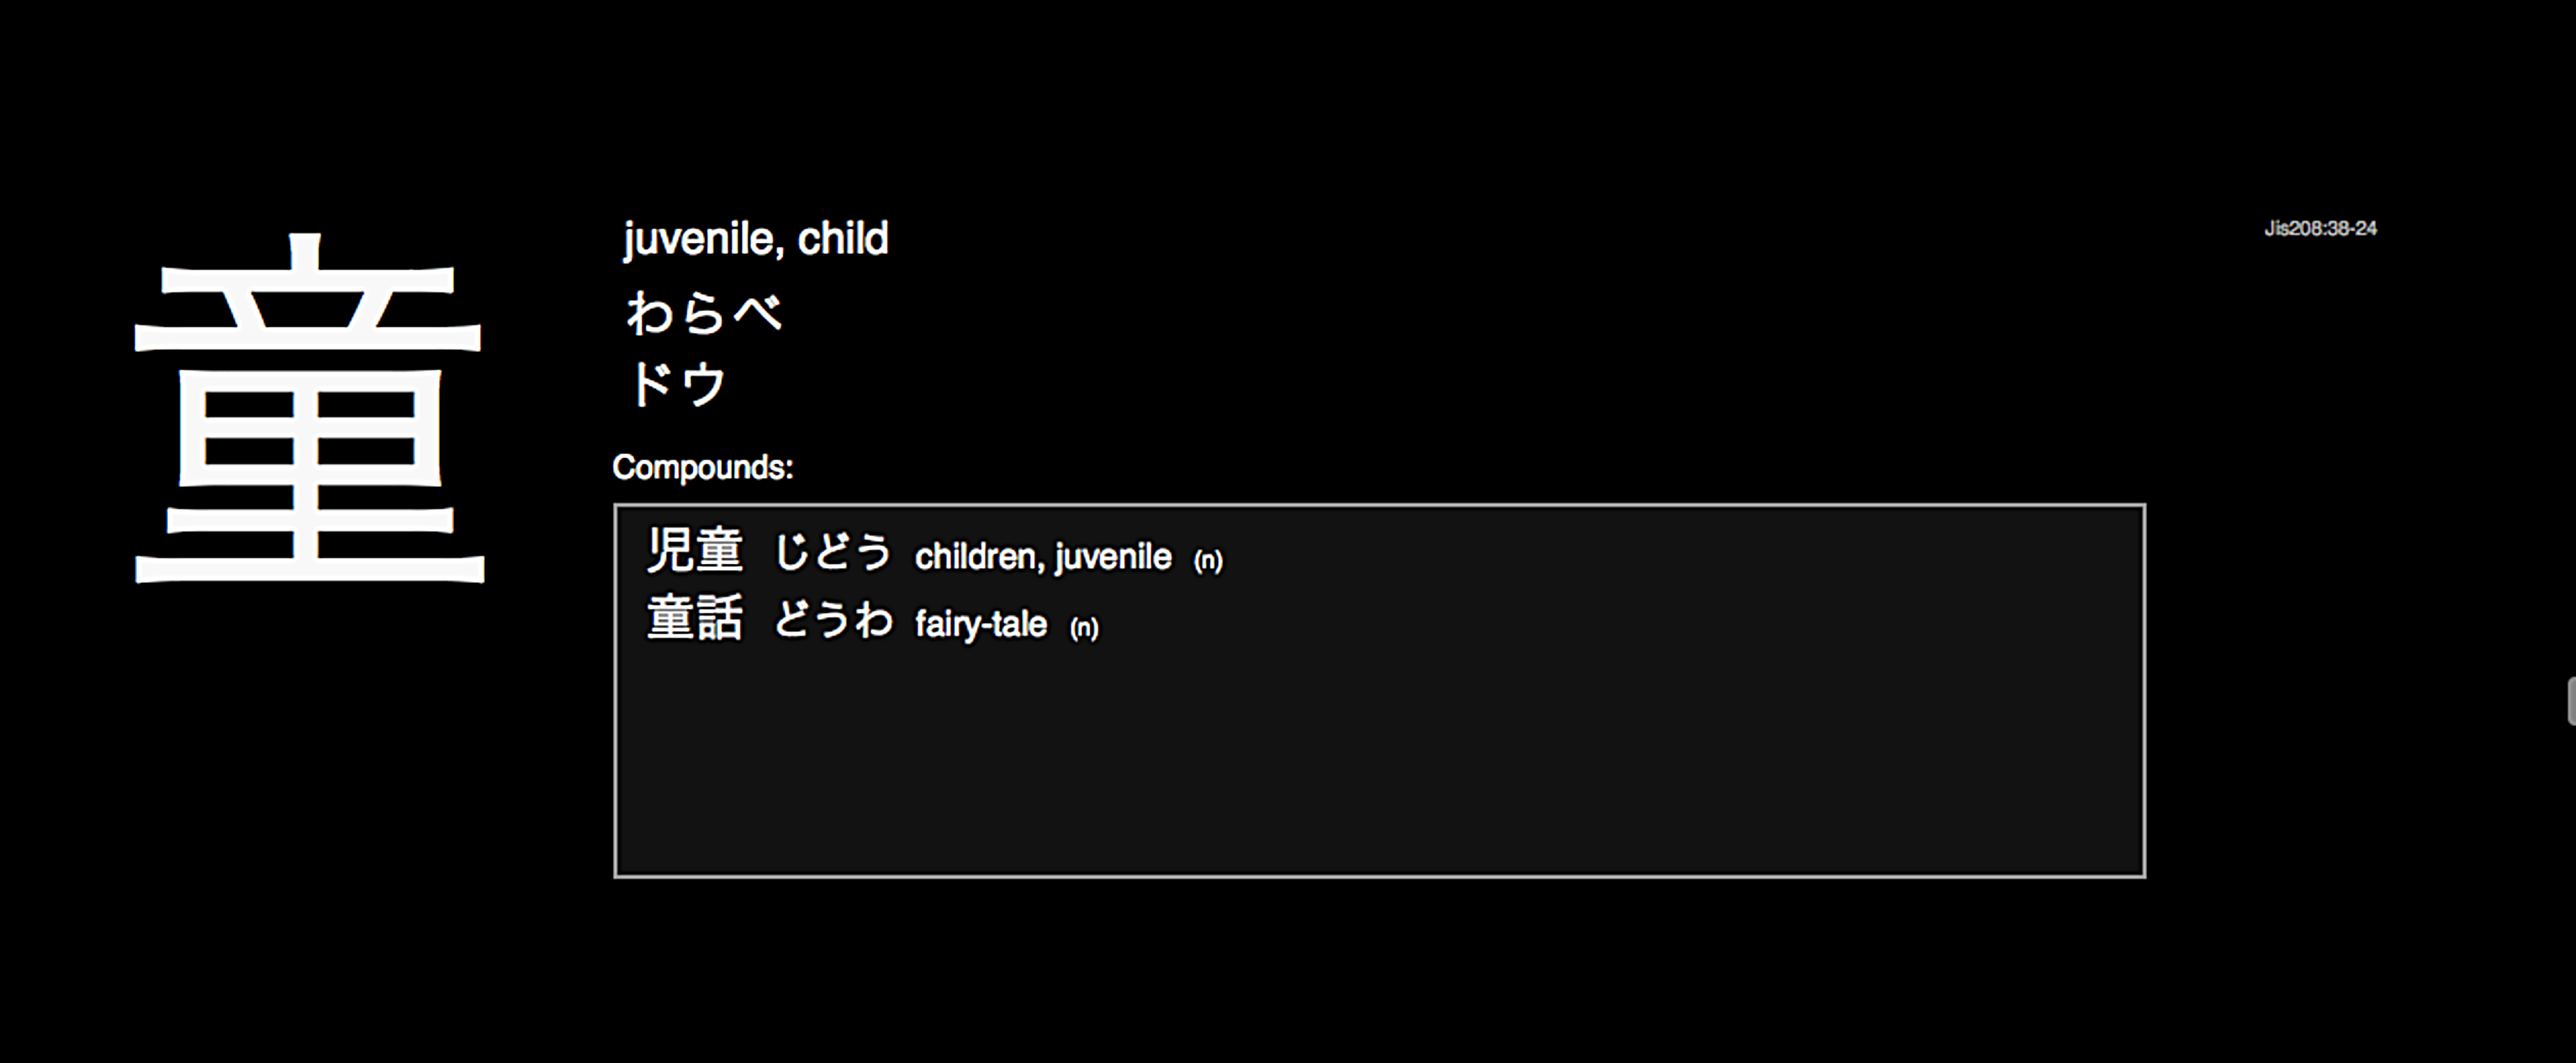 童
juvenile, child
わらべ
ドウ
Jis208:38-24
Compounds:
児童 じどう children, juvenile (n)
童話 どうわ fairy-tale (n)